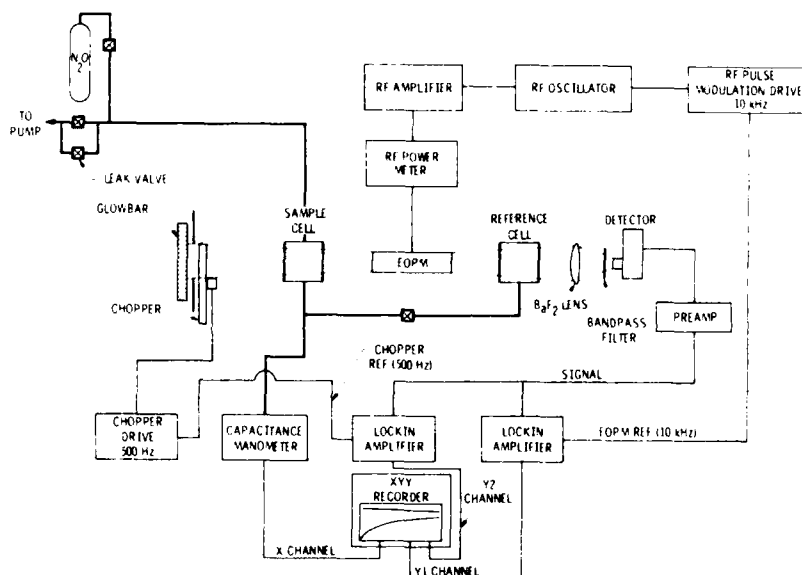 N2O
TO
PUMP
LEAK VALVE
GLOWBAR
CHOPPER
SAMPLE
CELL
RF AMPLIFIER
RF OSCILLATOR
RF PULSE
MODULATION DRIVE
10 kHz
RF POWER
METER
EOPM
REFERENCE
CELL
DETECTOR
BaF2 LENS
BANDPASS
FILTER
PREAMP
CHOPPER
REF (500 Hz)
SIGNAL
CHOPPER
DRIVE
500 Hz
CAPACITANCE
MANOMETER
LOCKIN
AMPLIFIER
LOCKIN
AMPLIFIER
EOPM REF (10 kHz)
XYY
RECORDER
Y2
CHANNEL
X CHANNEL
Y1 CHANNEL